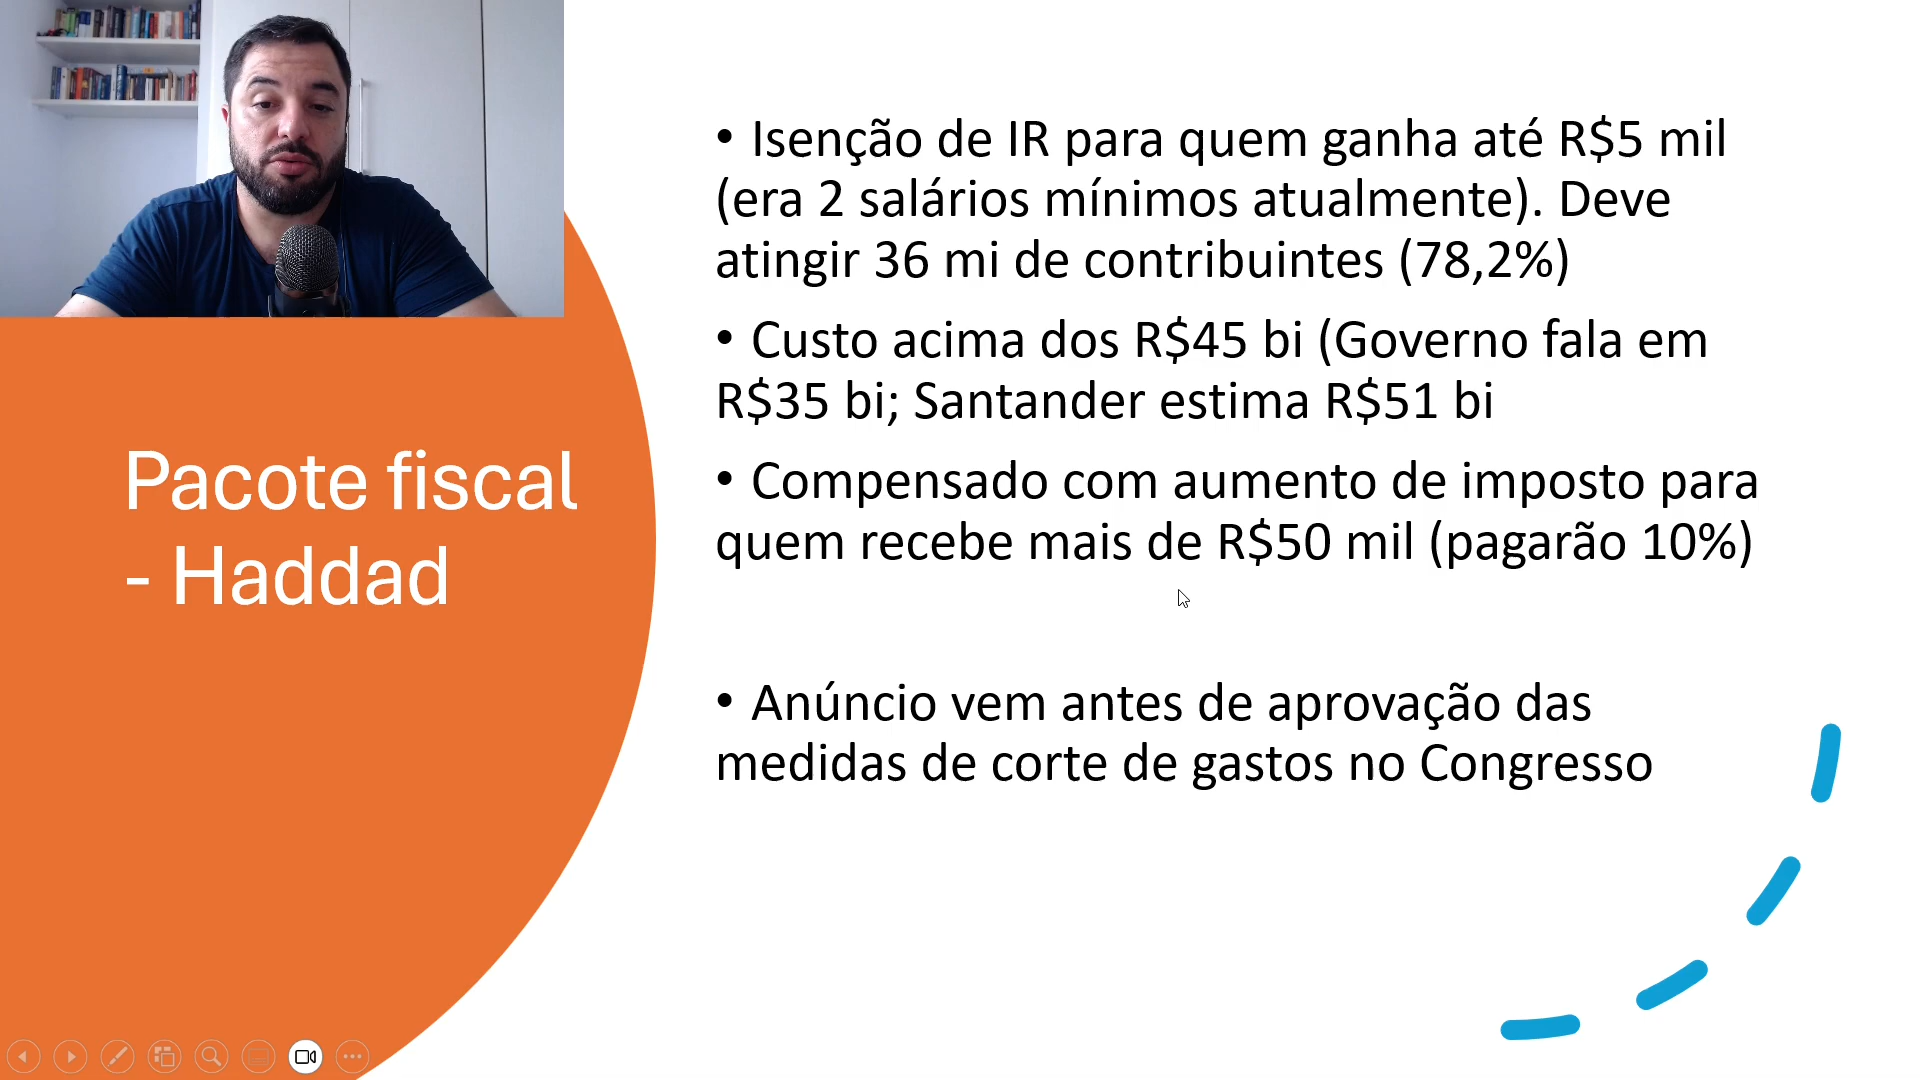 Pacote fiscal
- Haddad
• Isenção de IR para quem ganha até R$5 mil
(era 2 salários mínimos atualmente). Deve
atingir 36 mi de contribuintes (78,2%)
• Custo acima dos R$45 bi (Governo fala em
R$35 bi; Santander estima R$51 bi
• Compensado com aumento de imposto para
quem recebe mais de R$50 mil (pagarão 10%)
• Anúncio vem antes de aprovação das
medidas de corte de gastos no Congresso